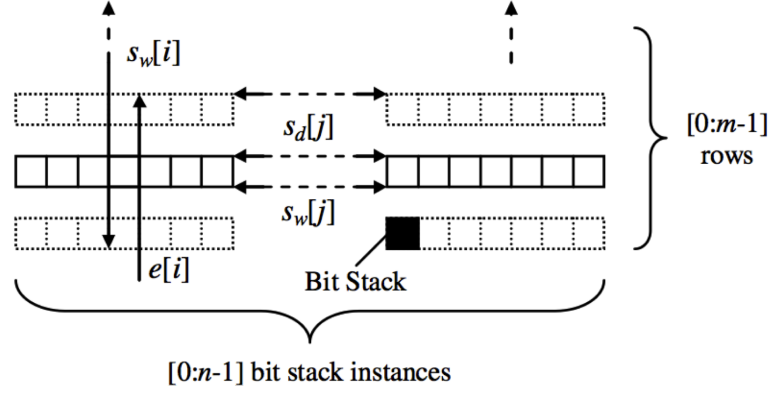 s_w[i]
s_d[j]
[0:m-1]
rows
s_w[j]
e[i]
Bit Stack
[0:n-1] bit stack instances